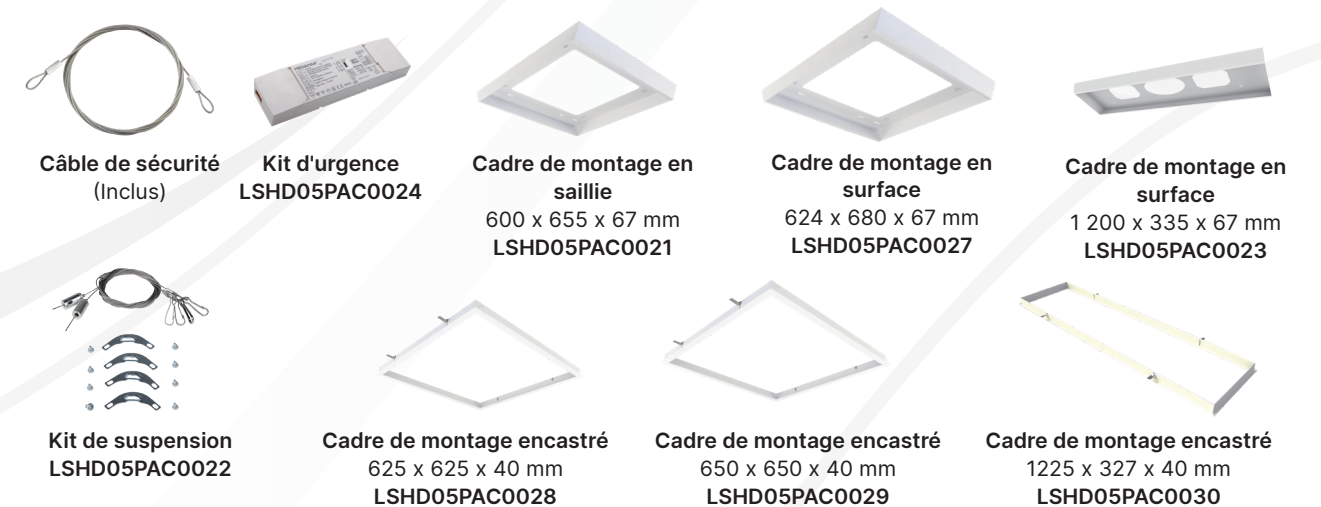 Câble de sécurité
(Inclus)
Kit d'urgence
LSHD05PAC0024
Cadre de montage en
saillie
600 x 655 x 67 mm
LSHD05PAC0021
Cadre de montage en
surface
624 x 680 x 67 mm
LSHD05PAC0027
Cadre de montage en
surface
1 200 x 335 x 67 mm
LSHD05PAC0023
Kit de suspension
LSHD05PAC0022
Cadre de montage encastré
625 x 625 x 40 mm
LSHD05PAC0028
Cadre de montage encastré
650 x 650 x 40 mm
LSHD05PAC0029
Cadre de montage encastré
1225 x 327 x 40 mm
LSHD05PAC0030